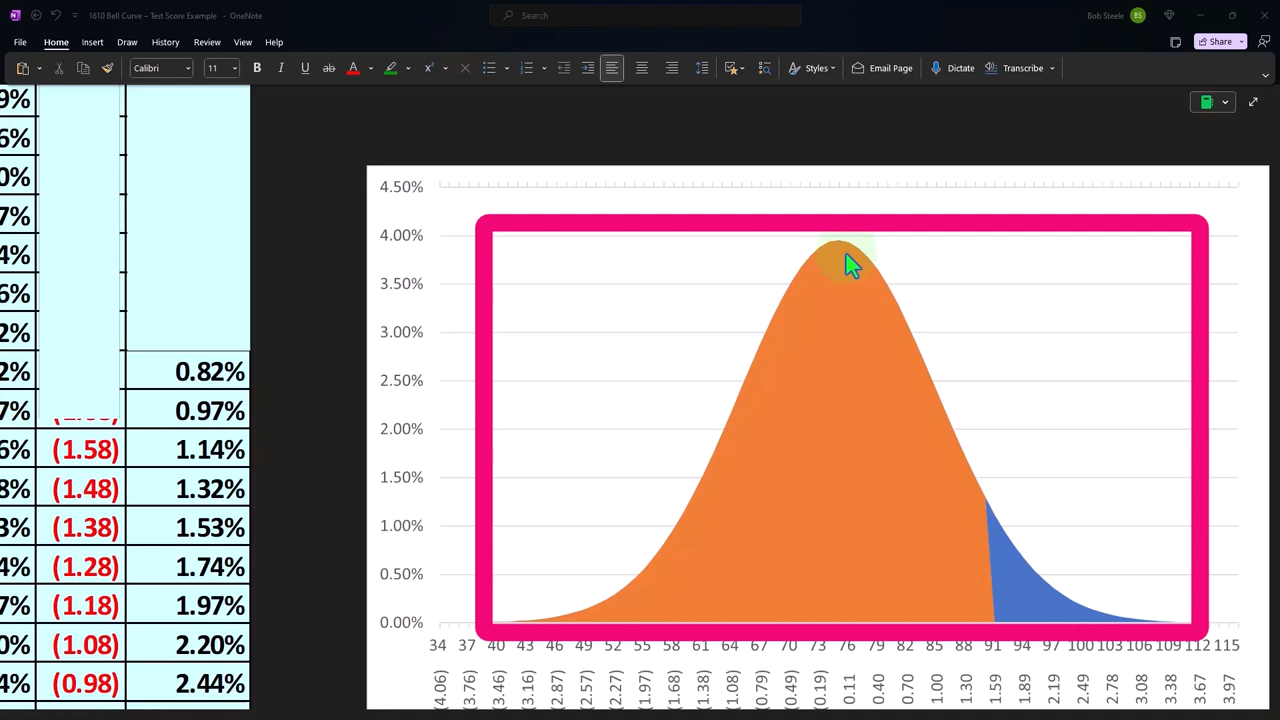 1610 Bell Curve – Test Score Example - OneNote
Search
Bob Steele
BS
File Home Insert Draw History Review View Help
Share
Calibri 11
Styles
Email Page
Dictate
Transcribe
9%
6%
0%
7%
4%
6%
2%
2% 0.82%
7% 0.97%
6% (1.58) 1.14%
8% (1.48) 1.32%
3% (1.38) 1.53%
4% (1.28) 1.74%
7% (1.18) 1.97%
0% (1.08) 2.20%
4% (0.98) 2.44%
4.50%
4.00%
3.50%
3.00%
2.50%
2.00%
1.50%
1.00%
0.50%
0.00%
34 37 40 43 46 49 52 55 58 61 64 67 70 73 76 79 82 85 88 91 94 97 100 103 106 109 112 115
(4.06) (3.76) (3.46) (3.16) (2.87) (2.57) (2.27) (1.97) (1.68) (1.38) (1.08) (0.79) (0.49) (0.19) 0.11 0.40 0.70 1.00 1.30 1.59 1.89 2.19 2.49 2.78 3.08 3.38 3.67 3.97